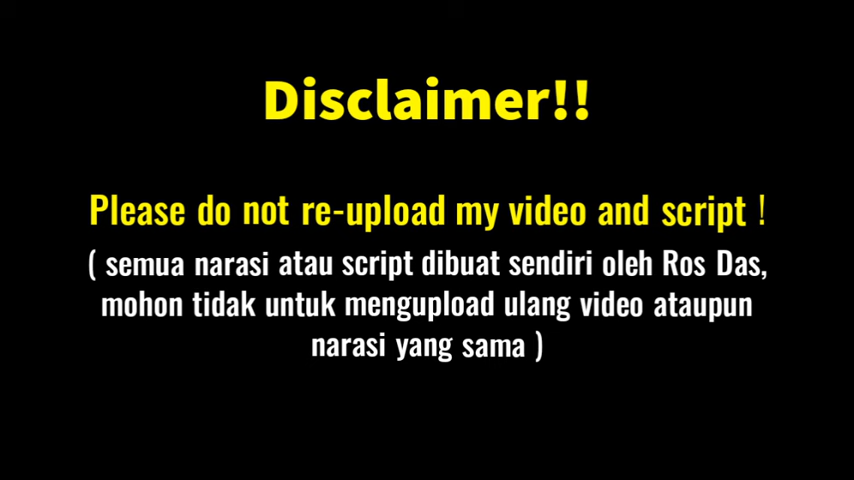 Disclaimer!!
Please do not re-upload my video and script !
( semua narasi atau script dibuat sendiri oleh Ros Das,
mohon tidak untuk mengupload ulang video ataupun
narasi yang sama )